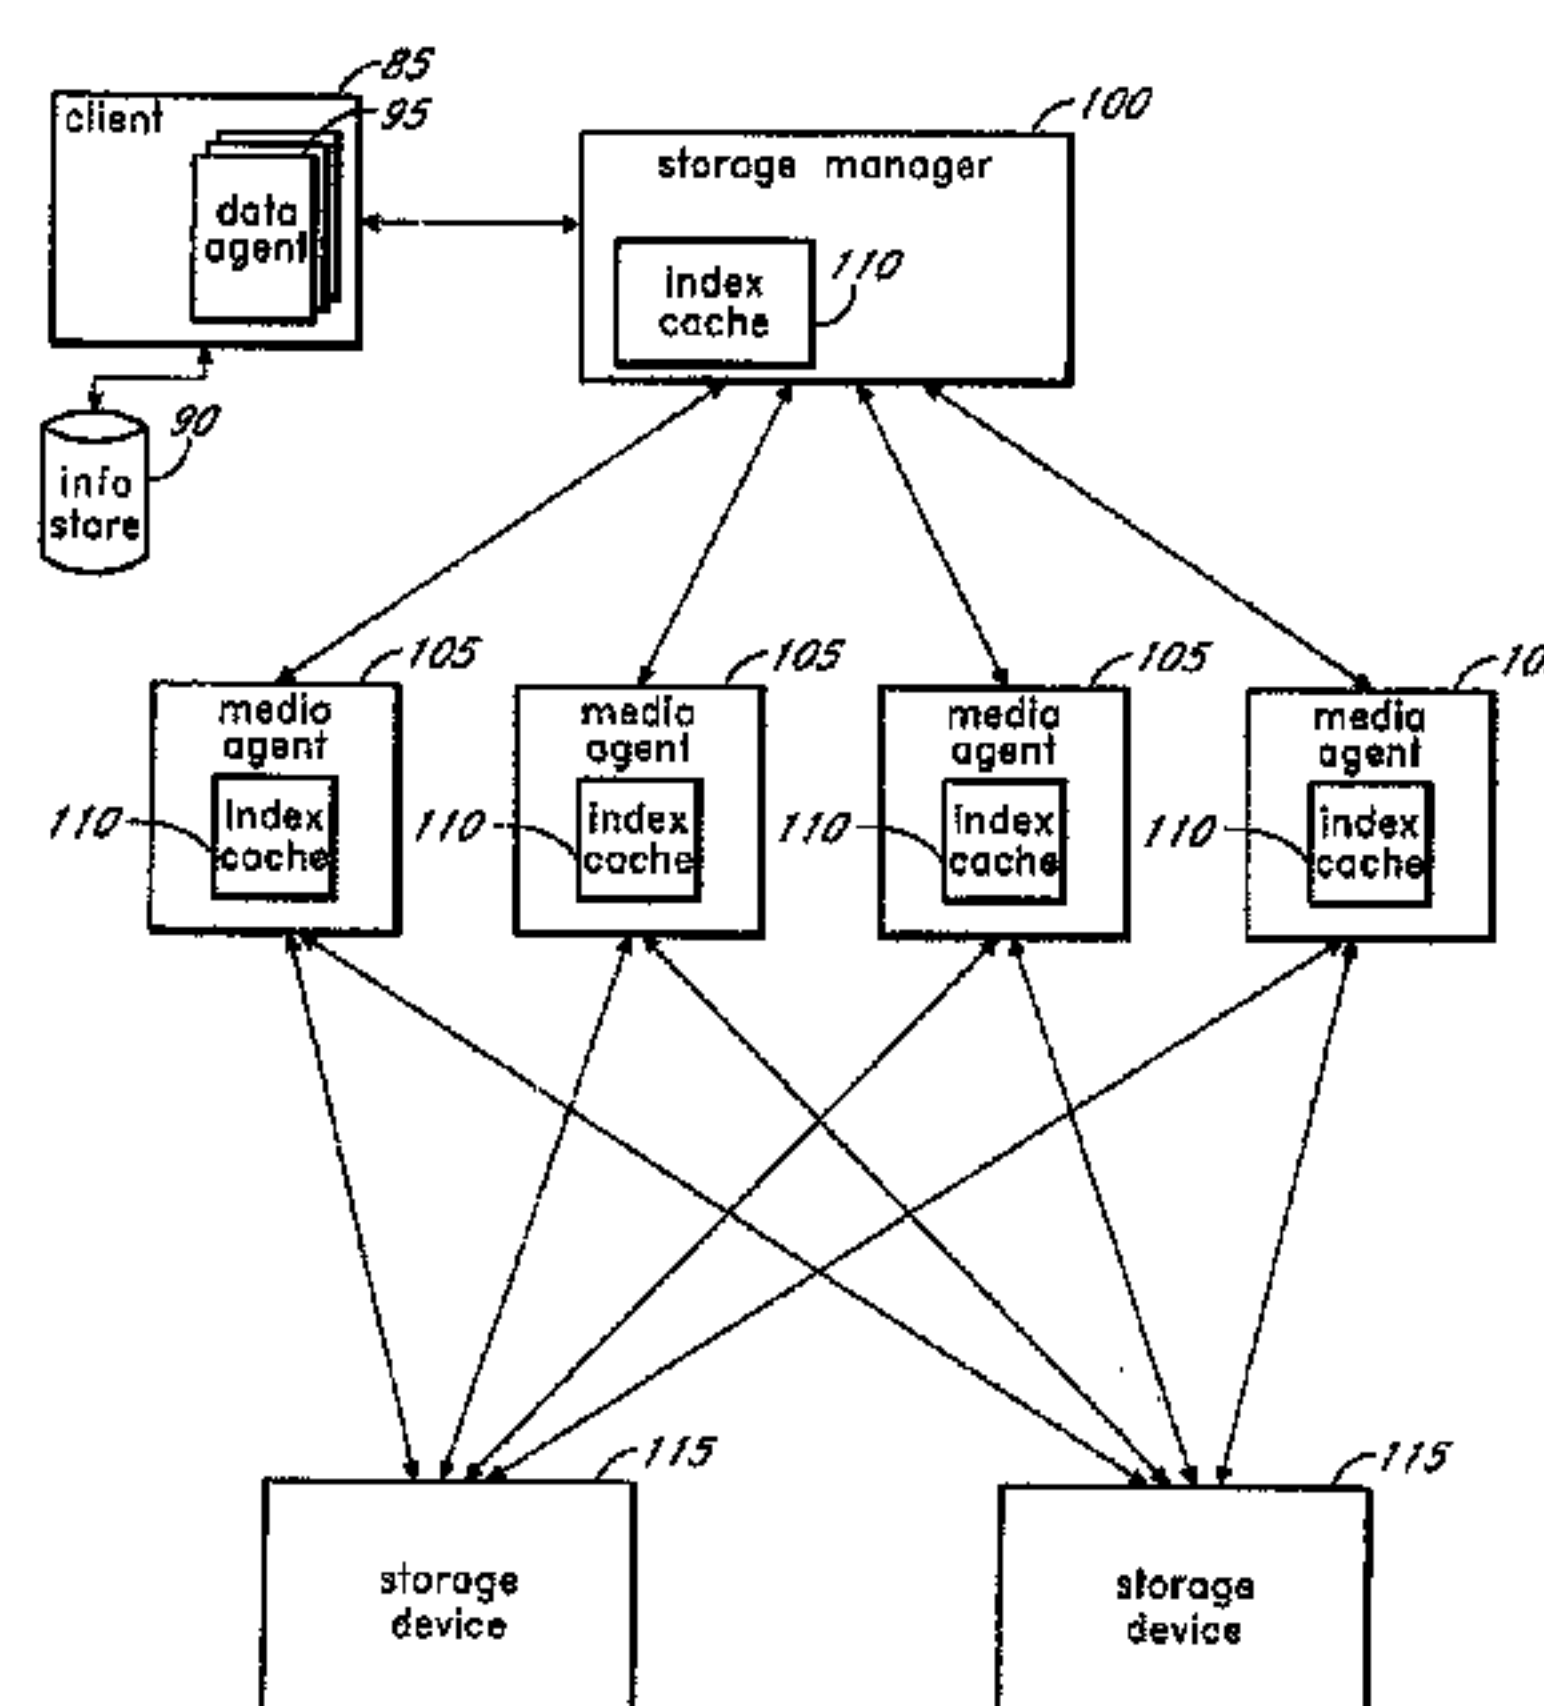 85
client
95
100
storage manager
data
agent
110
index
cache
90
info
store
105
105
105
10
media
agent
media
agent
media
agent
media
agent
110
index
cache
110
index
cache
110
index
cache
110
index
cache
115
115
storage
device
storage
device